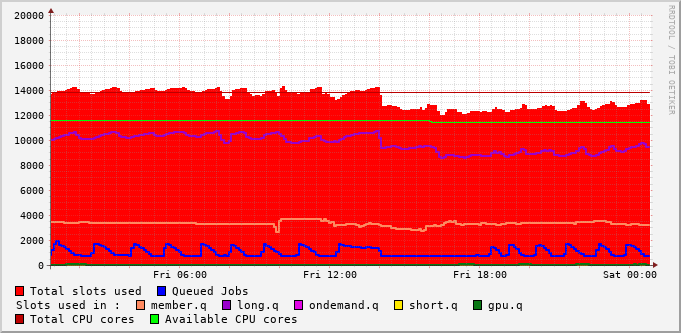 20000
18000
16000
14000
12000
10000
8000
6000
4000
2000
0
Fri 06:00 Fri 12:00 Fri 18:00 Sat 00:00
RRDTOOL / TOBI OETIKER
Total slots used Queued Jobs
Slots used in : member.q long.q ondemand.q short.q gpu.q
Total CPU cores Available CPU cores